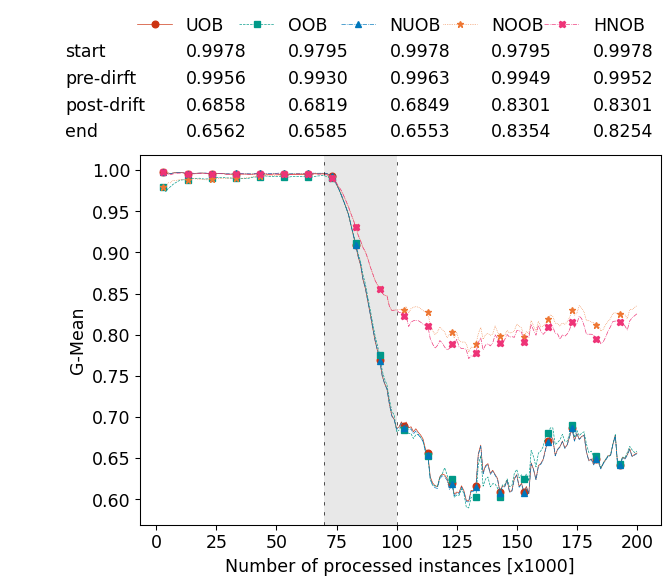 UOB OOB NUOB NOOB HNOB
start 0.9978 0.9795 0.9978 0.9795 0.9978
pre-dirft 0.9956 0.9930 0.9963 0.9949 0.9952
post-drift 0.6858 0.6819 0.6849 0.8301 0.8301
end 0.6562 0.6585 0.6553 0.8354 0.8254
1.00
0.95
0.90
0.85
0.80
0.75
0.70
0.65
0.60
G-Mean
0 25 50 75 100 125 150 175 200
Number of processed instances [x1000]